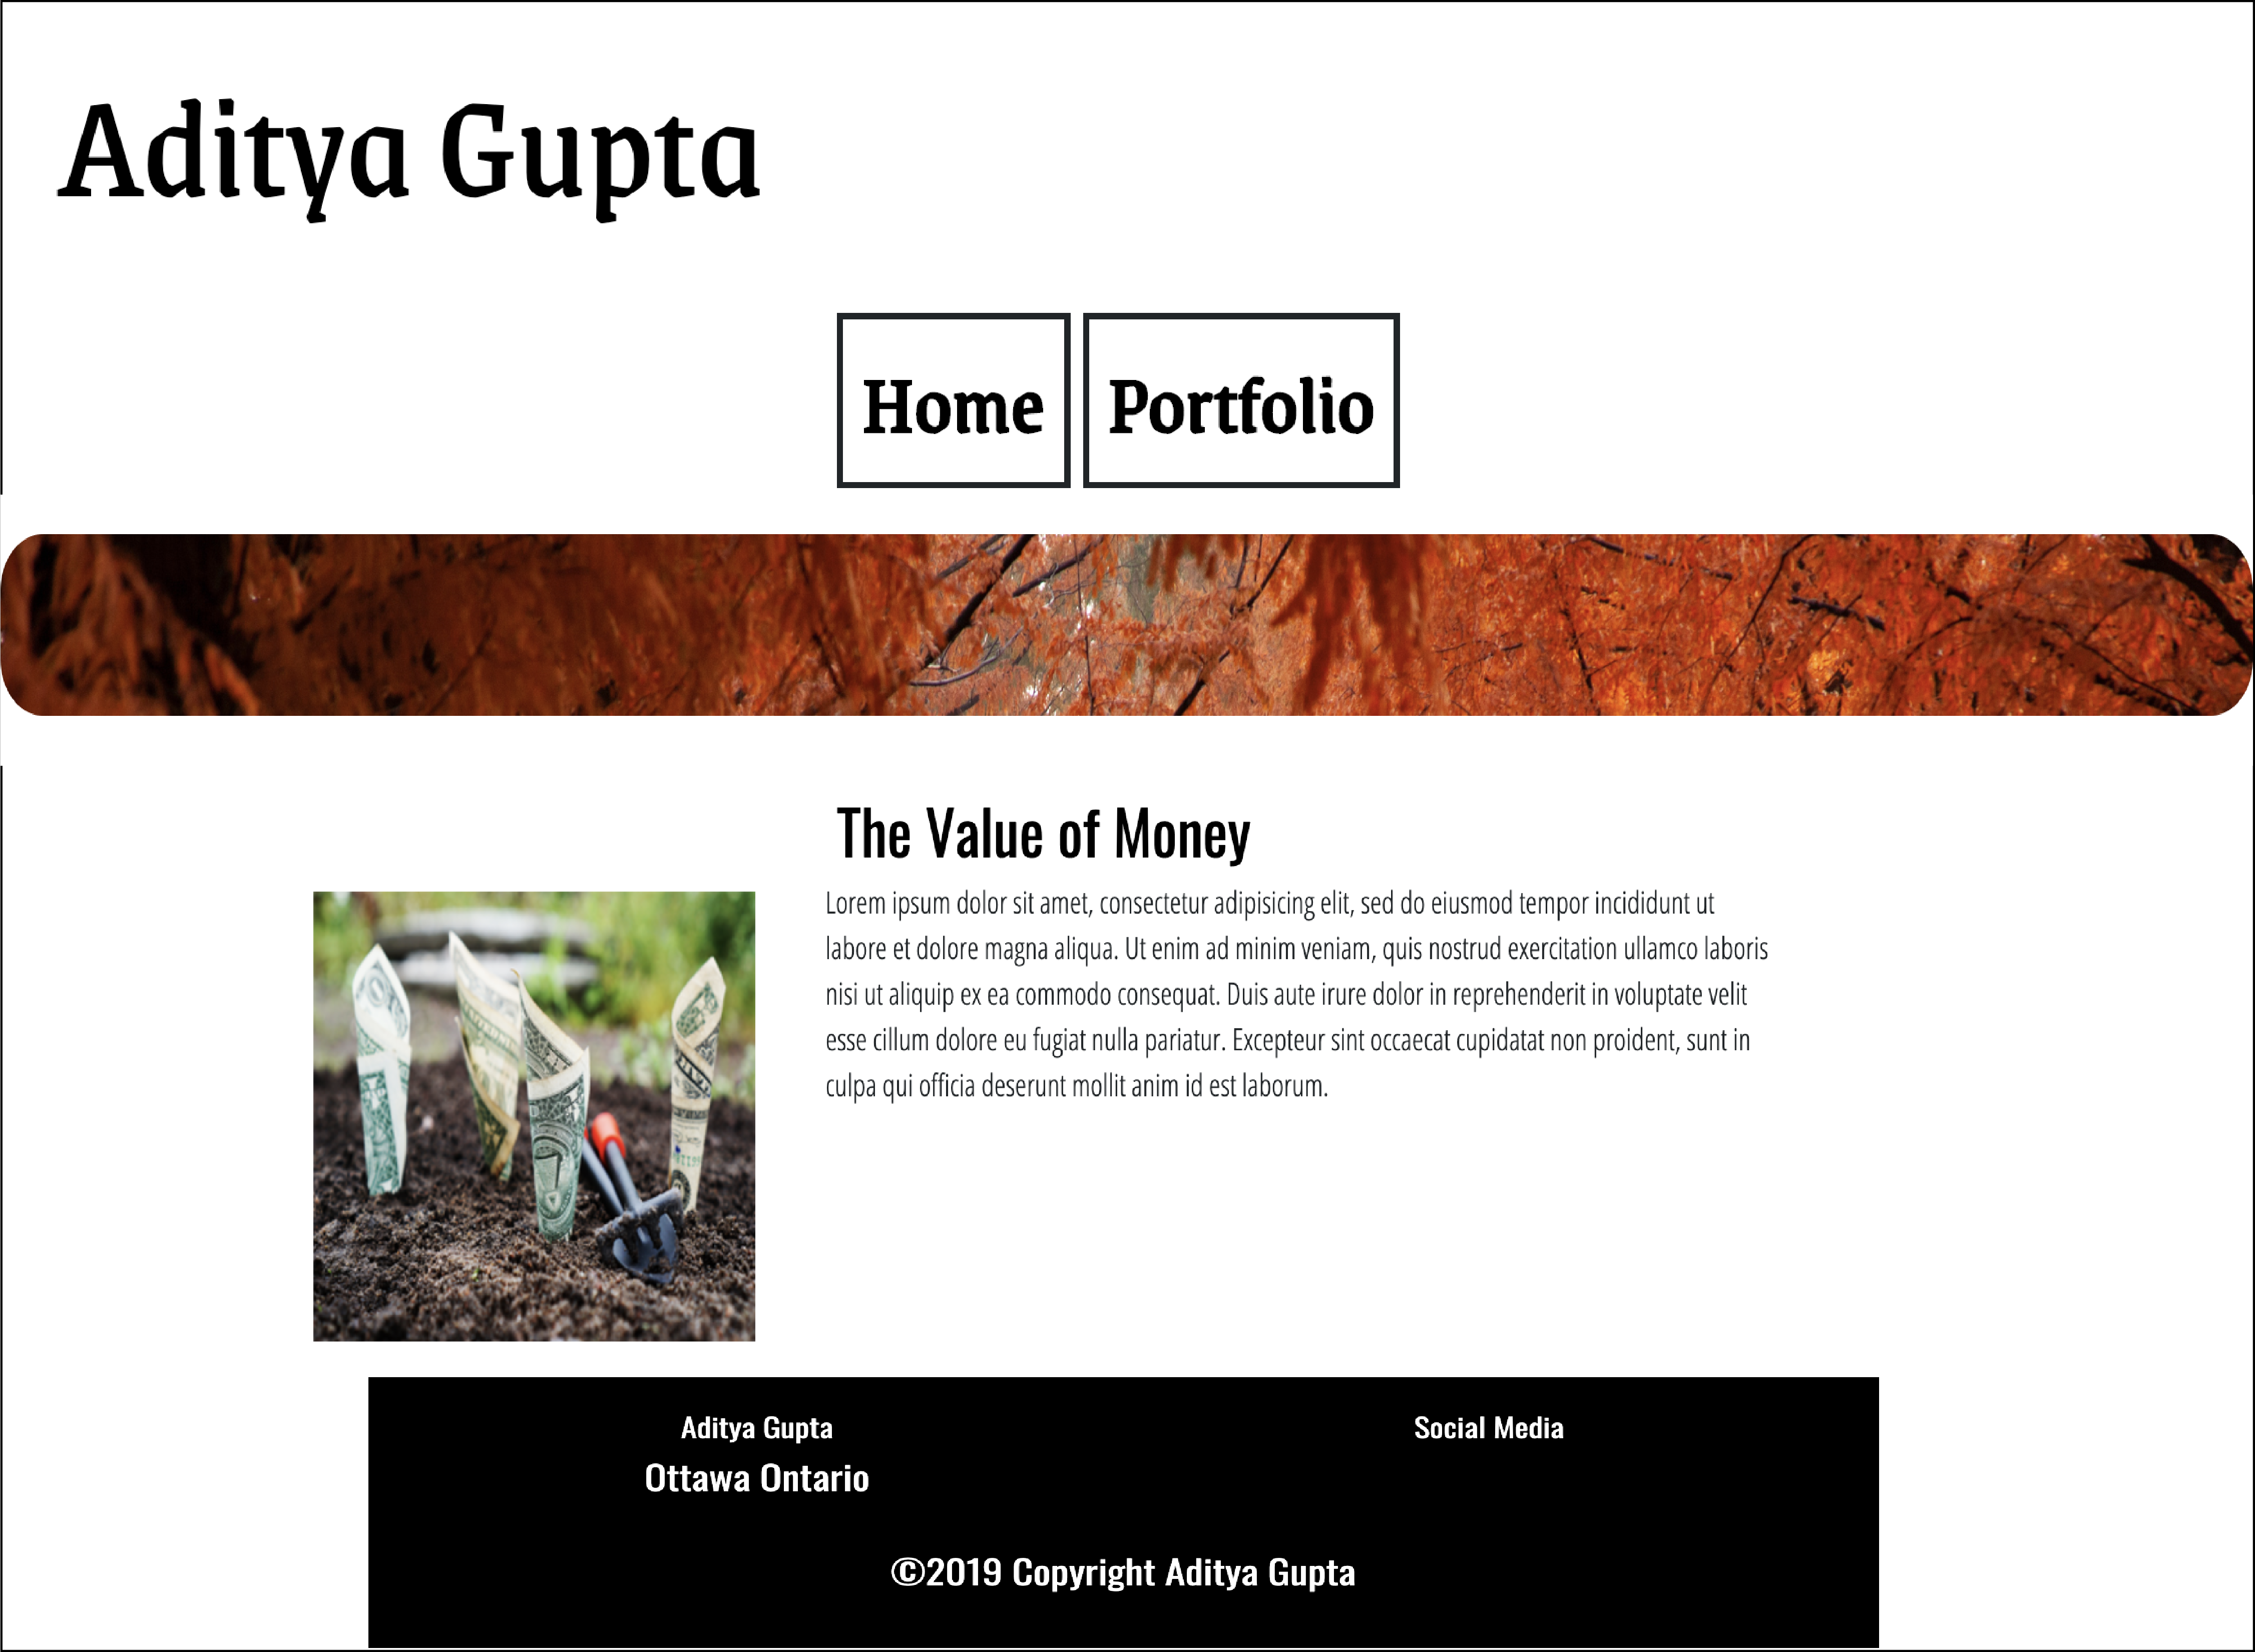 Aditya Gupta
Home Portfolio
The Value of Money
Lorem ipsum dolor sit amet, consectetur adipisicing elit, sed do eiusmod tempor incididunt ut
labore et dolore magna aliqua. Ut enim ad minim veniam, quis nostrud exercitation ullamco laboris
nisi ut aliquip ex ea commodo consequat. Duis aute irure dolor in reprehenderit in voluptate velit
esse cillum dolore eu fugiat nulla pariatur. Excepteur sint occaecat cupidatat non proident, sunt in
culpa qui officia deserunt mollit anim id est laborum.
Aditya Gupta
Ottawa Ontario
Social Media
©2019 Copyright Aditya Gupta